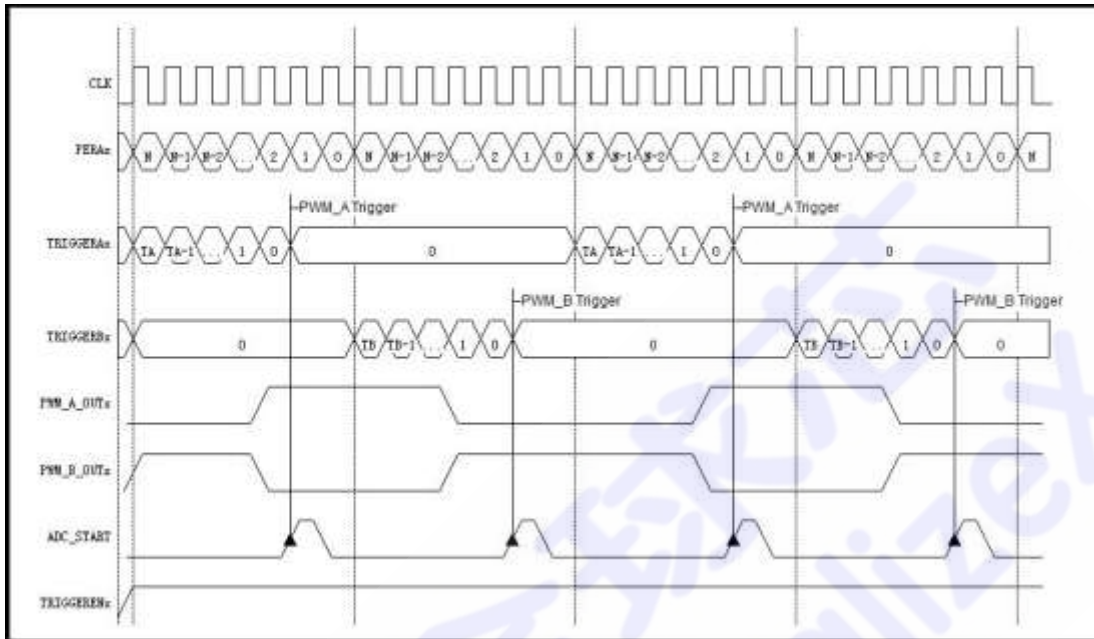 CLK
PERAx N N-1 N-2 ... 2 1 0 N N-1 N-2 ... 2 1 0 N N-1 N-2 ... 2 1 0 N N-1 N-2 ... 2 1 0 N
PWM_A Trigger PWM_A Trigger
TRIGGERAx TA TA-1 ... 1 0 0 TA TA-1 ... 1 0 0
PWM_B Trigger PWM_B Trigger
TRIGGERBx 0 TB TB-1 ... 1 0 0 TB TB-1 ... 1 0 0
PWM_A_OUTx
PWM_B_OUTx
ADC_START
TRIGGERENx